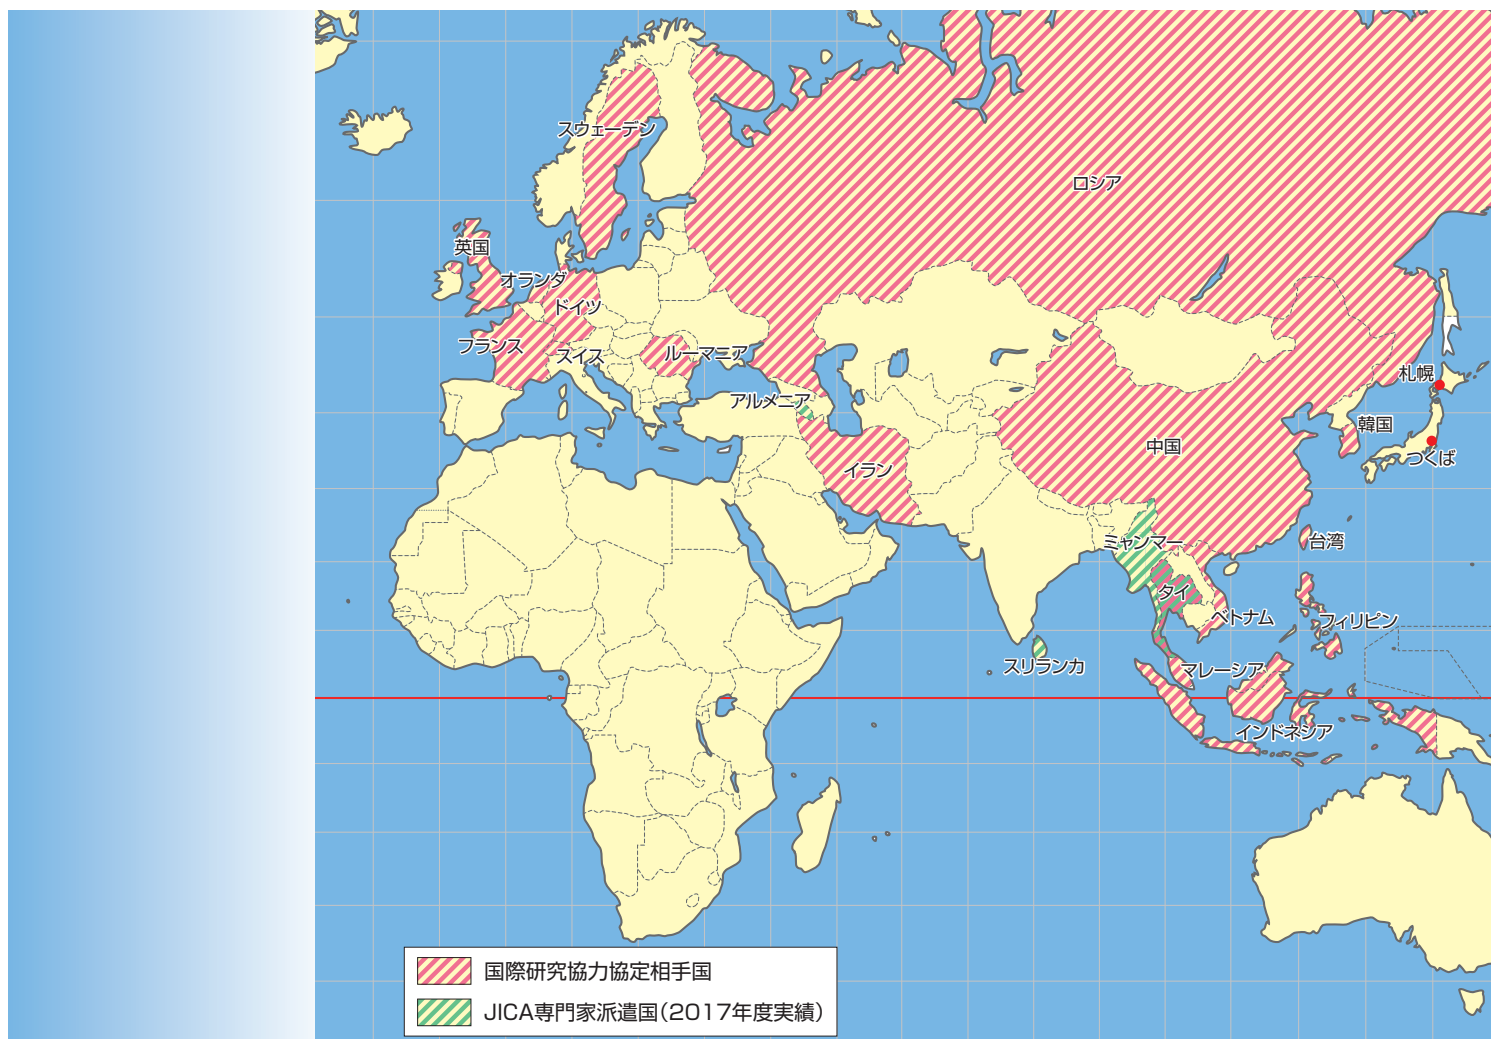 スウェーデン
ロシア
英国
オランダ
ドイツ
フランス
スイス
ルーマニア
札幌
アルメニア
韓国
中国
つくば
イラン
ミャンマー
台湾
タイ
ベトナム
フィリピン
スリランカ
マレーシア
インドネシア
国際研究協力協定相手国
JICA専門家派遣国(2017年度実績)